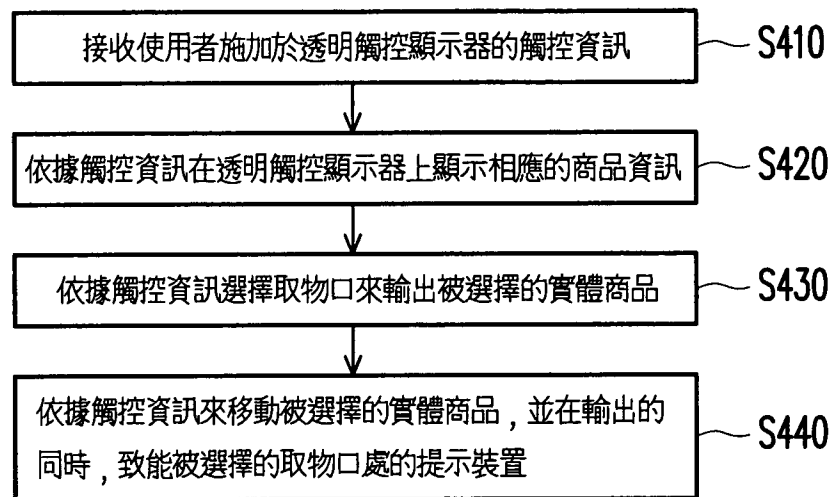 接收使用者施加於透明觸控顯示器的觸控資訊
S410
依據觸控資訊在透明觸控顯示器上顯示相應的商品資訊
S420
依據觸控資訊選擇取物口來輸出被選擇的實體商品
S430
依據觸控資訊來移動被選擇的實體商品,並在輸出的
同時,致能被選擇的取物口處的提示裝置
S440